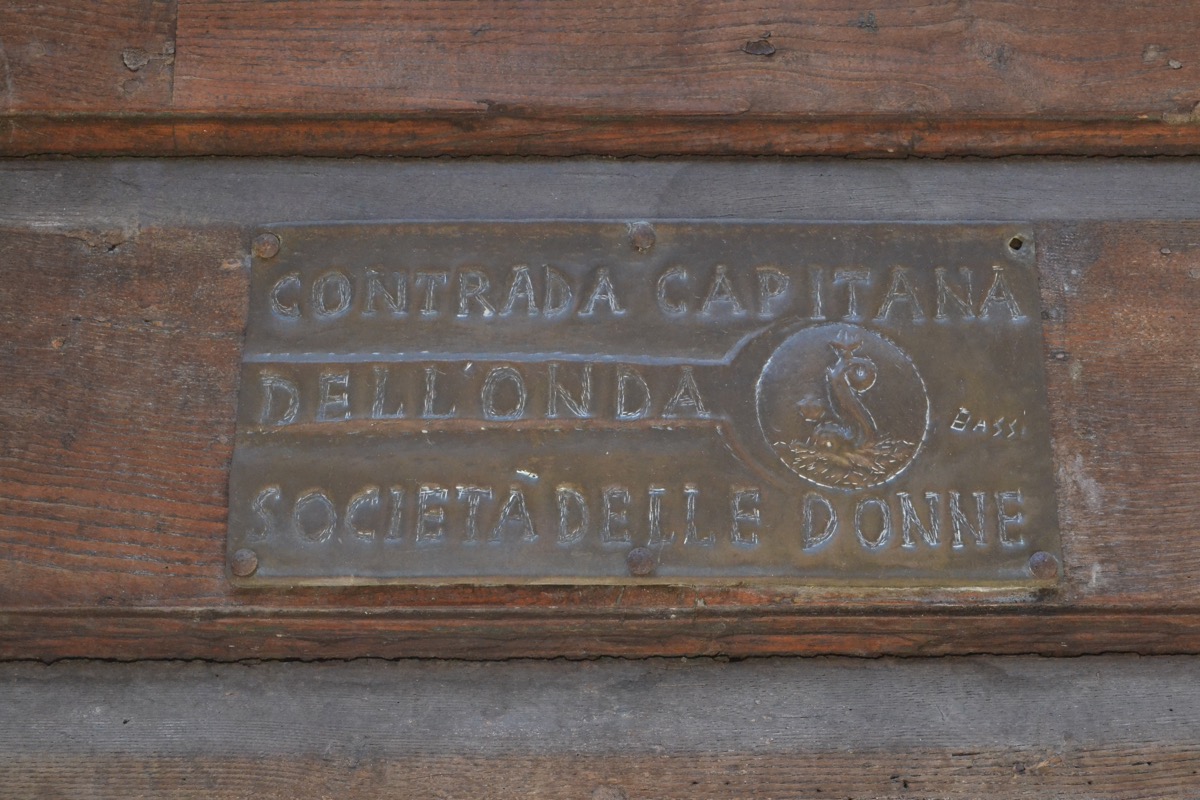 CONTRADA CAPITANA
DELL'ONDA
BASSI
SOCIETÀ DELLE DONNE